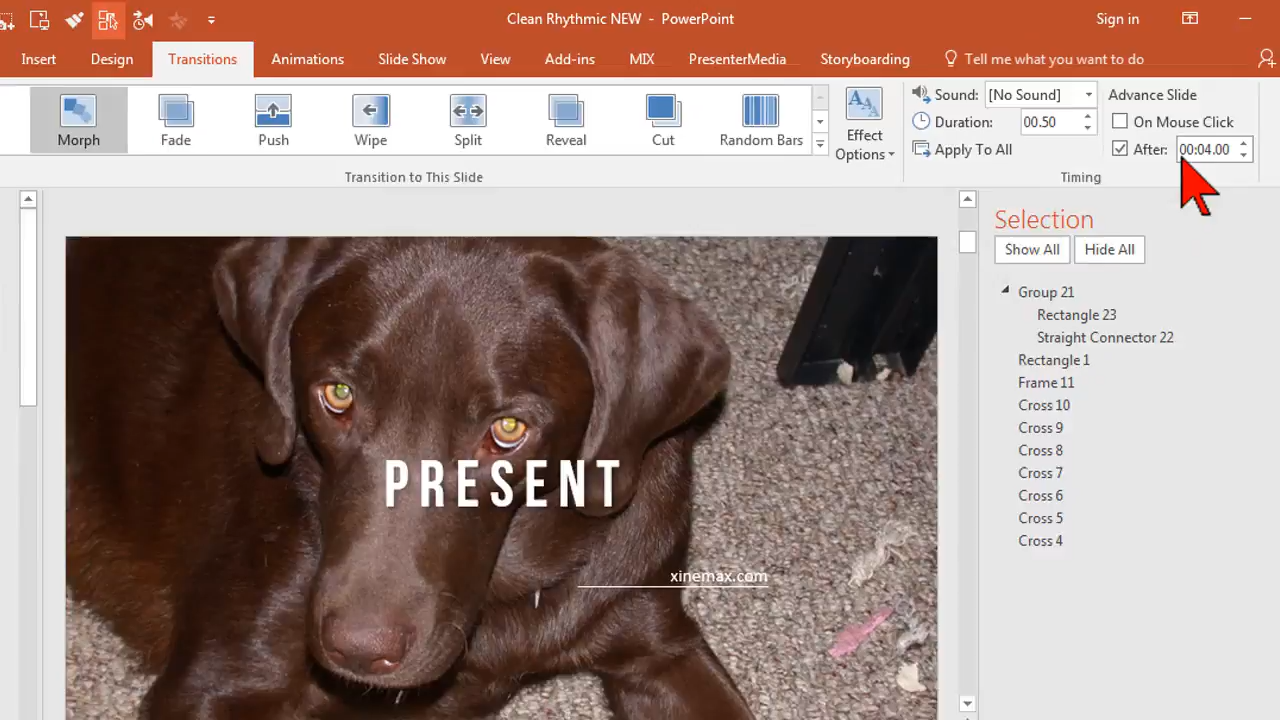 Clean Rhythmic NEW - PowerPoint
Sign in
Insert
Design
Transitions
Animations
Slide Show
View
Add-ins
MIX
PresenterMedia
Storyboarding
Tell me what you want to do
Morph
Fade
Push
Wipe
Split
Reveal
Cut
Random Bars
Effect
Options
Sound: [No Sound]
Duration: 00.50
Apply To All
Advance Slide
On Mouse Click
After: 00:04.00
Transition to This Slide
Timing
PRESENT
xinemax.com
Selection
Show All
Hide All
Group 21
Rectangle 23
Straight Connector 22
Rectangle 1
Frame 11
Cross 10
Cross 9
Cross 8
Cross 7
Cross 6
Cross 5
Cross 4